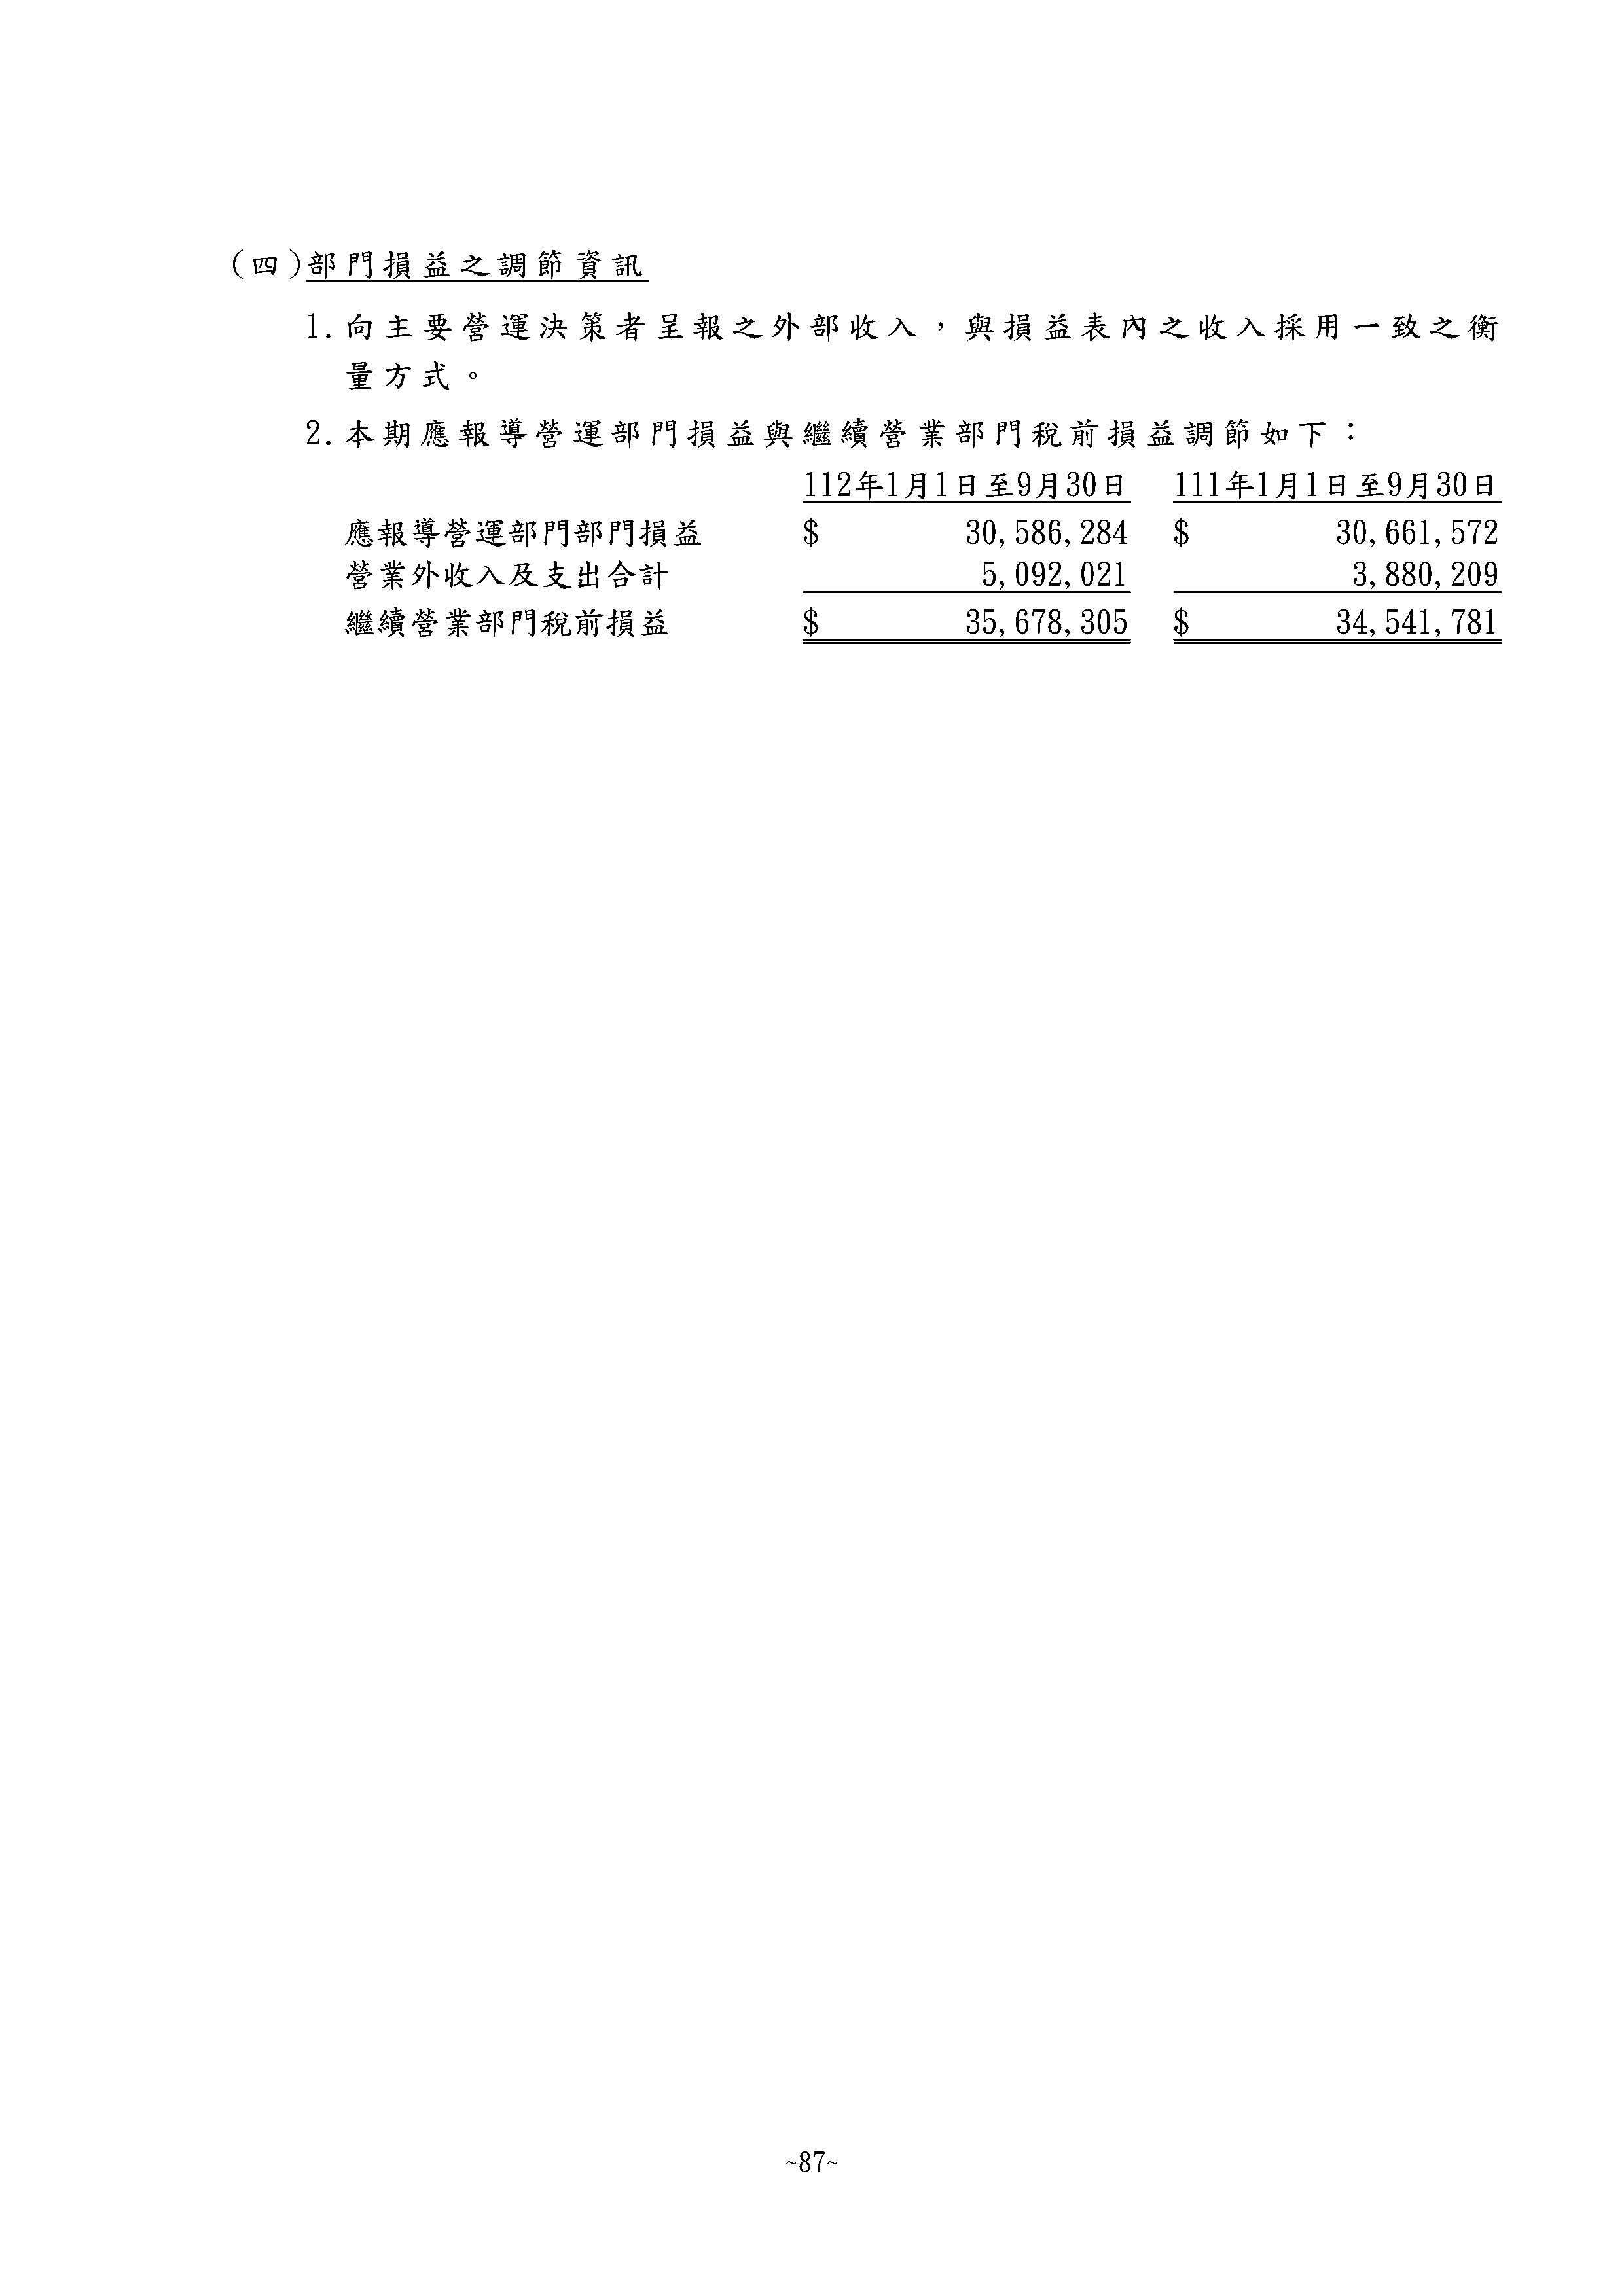 (四)部門損益之調節資訊
1.向主要營運決策者呈報之外部收入，與損益表內之收入採用一致之衡
量方式。
2.本期應報導營運部門損益與繼續營業部門稅前損益調節如下：
112年1月1日至9月30日 111年1月1日至9月30日
應報導營運部門部門損益 $ 30,586,284 $ 30,661,572
營業外收入及支出合計 5,092,021 3,880,209
繼續營業部門稅前損益 $ 35,678,305 $ 34,541,781
~87~